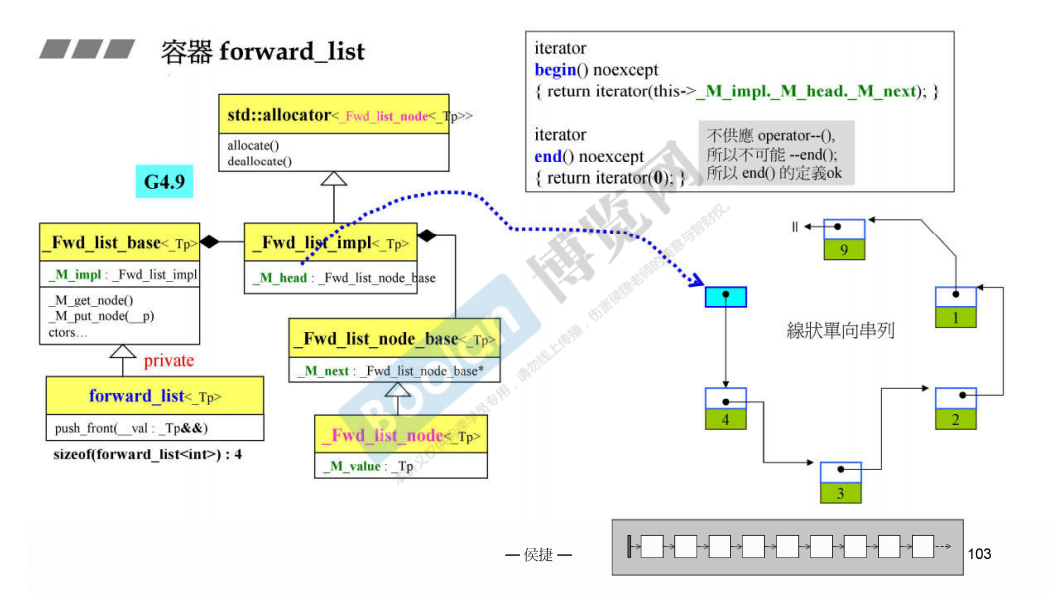 容器 forward_list
iterator
begin() noexcept
{ return iterator(this->_M_impl._M_head._M_next); }
iterator
end() noexcept
{ return iterator(0); }
不供應 operator--(),
所以不可能 --end();
所以 end() 的定義ok
std::allocator<_Fwd_list_node<_Tp>>
allocate()
deallocate()
G4.9
_Fwd_list_base<_Tp>
_M_impl : _Fwd_list_impl
_M_get_node()
_M_put_node(__p)
ctors…
_Fwd_list_impl<_Tp>
_M_head : _Fwd_list_node_base
_Fwd_list_node_base<_Tp>
_M_next : _Fwd_list_node_base*
private
forward_list<_Tp>
push_front(__val : _Tp&&)
sizeof(forward_list<int>) : 4
_Fwd_list_node<_Tp>
_M_value : _Tp
9
1
線狀單向串列
4
2
3
Boolan
博览网
— 侯捷 —
103